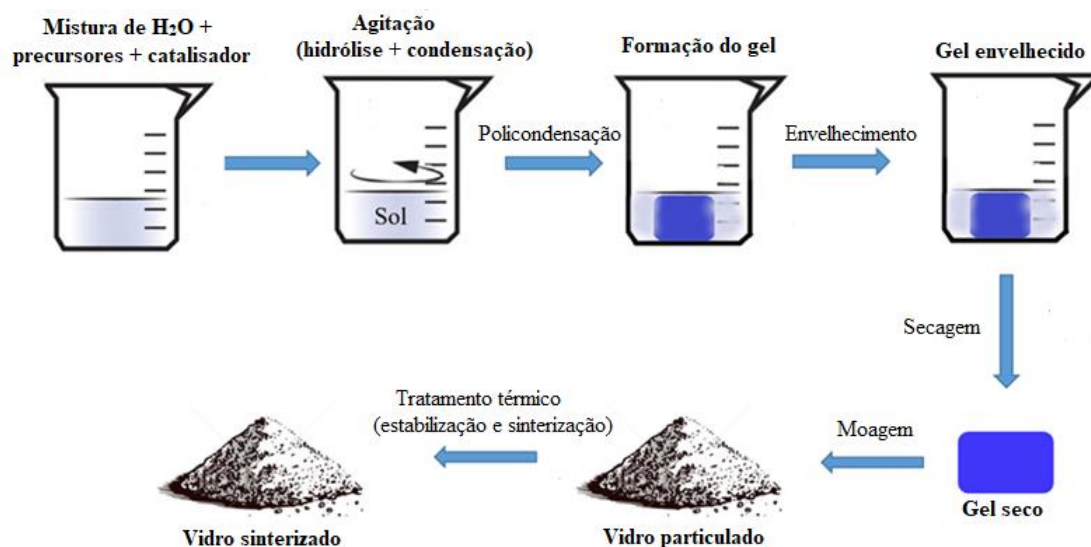 Mistura de H₂O +
precursores + catalisador
Agitação
(hidrólise + condensação)
Formação do gel
Gel envelhecido
Policondensação
Envelhecimento
Sol
Secagem
Tratamento térmico
(estabilização e sinterização)
Moagem
Gel seco
Vidro particulado
Vidro sinterizado